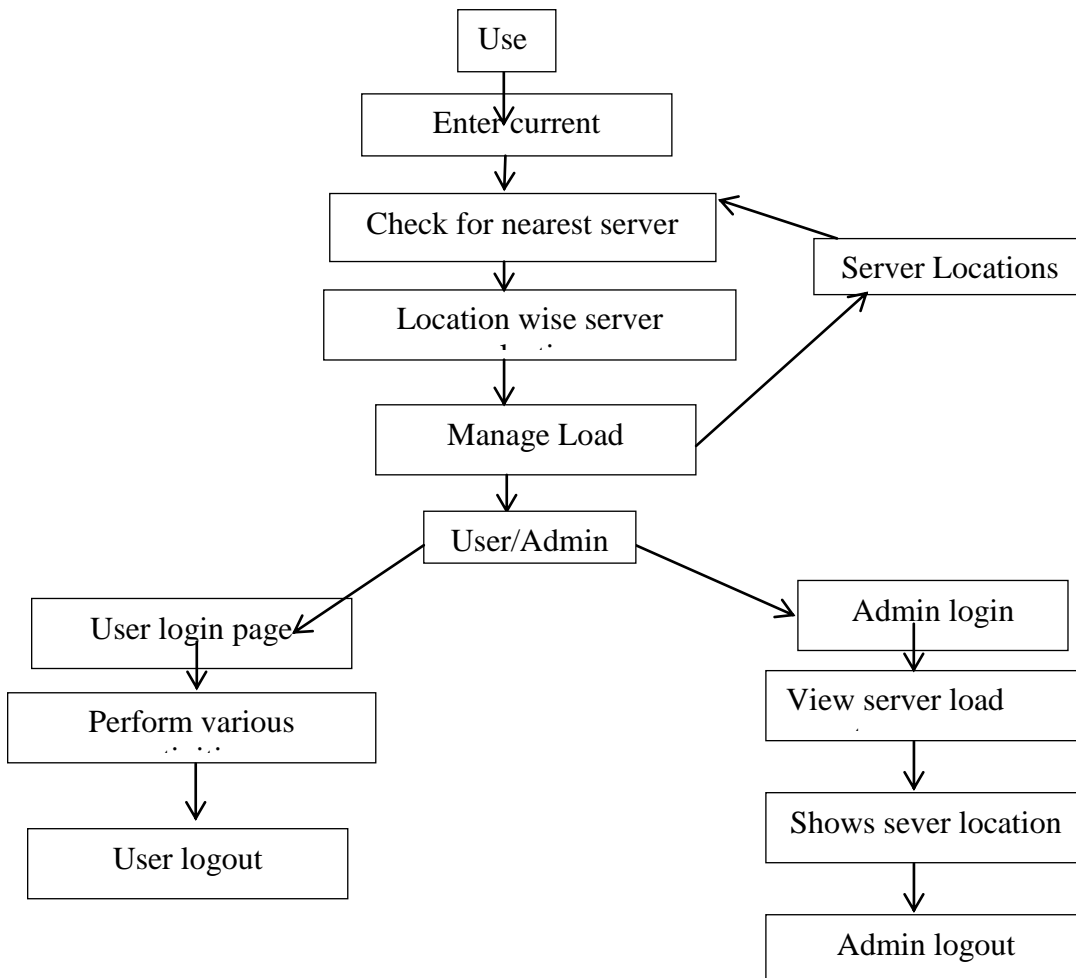 Use
Enter current
Check for nearest server
Server Locations
Location wise server
Manage Load
User/Admin
User login page
Admin login
Perform various
View server load
User logout
Shows sever location
Admin logout